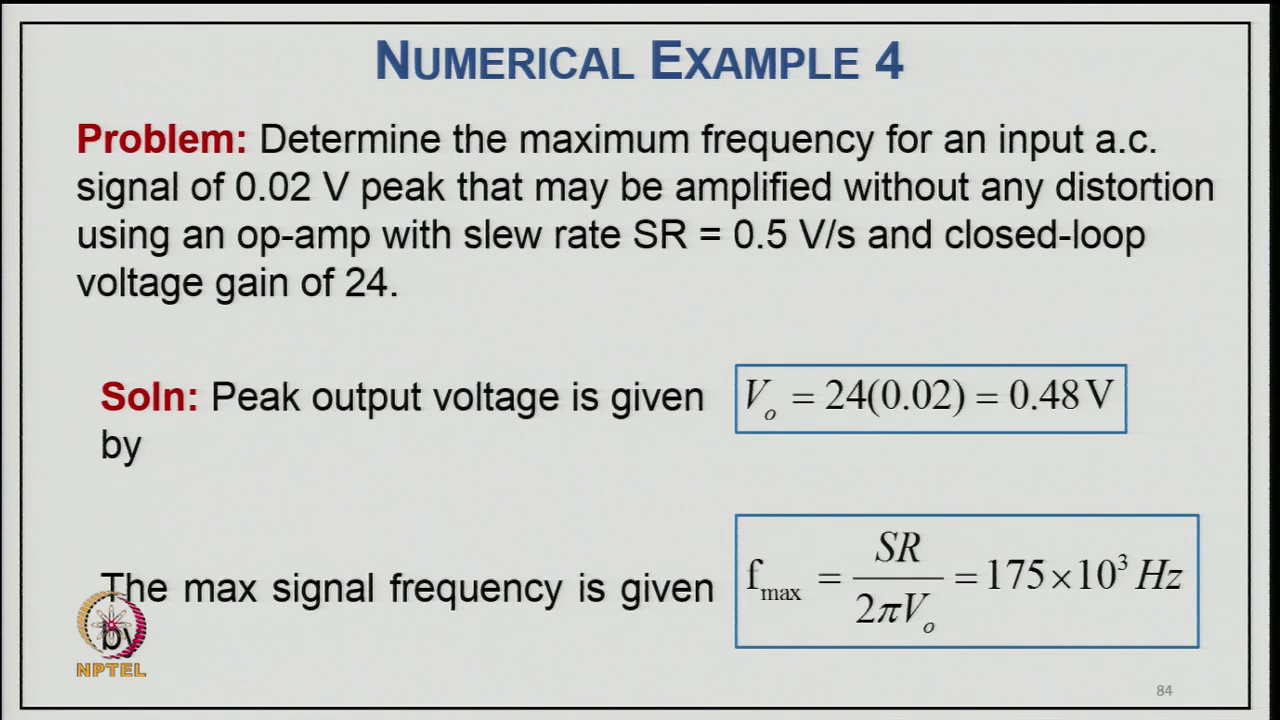 NUMERICAL EXAMPLE 4
Problem: Determine the maximum frequency for an input a.c.
signal of 0.02 V peak that may be amplified without any distortion
using an op-amp with slew rate SR = 0.5 V/s and closed-loop
voltage gain of 24.
Soln: Peak output voltage is given
by
V_o = 24(0.02) = 0.48 V
The max signal frequency is given
by
f_max = SR / 2πV_o = 175×10³ Hz
NPTEL
84